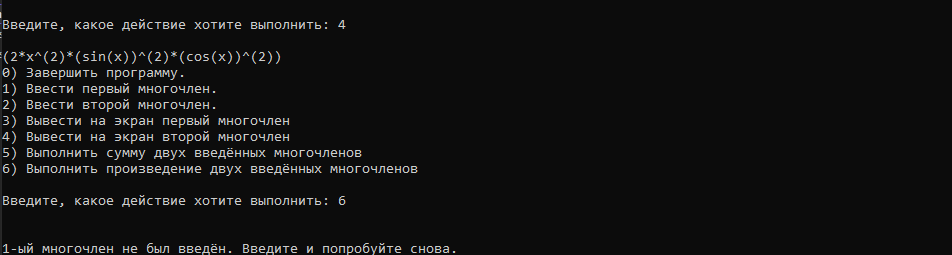 Введите, какое действие хотите выполнить: 4
(2*x^(2)*(sin(x))^(2)*(cos(x))^(2))
0) Завершить программу.
1) Ввести первый многочлен.
2) Ввести второй многочлен.
3) Вывести на экран первый многочлен
4) Вывести на экран второй многочлен
5) Выполнить сумму двух введённых многочленов
6) Выполнить произведение двух введённых многочленов
Введите, какое действие хотите выполнить: 6
1-ый многочлен не был введён. Введите и попробуйте снова.